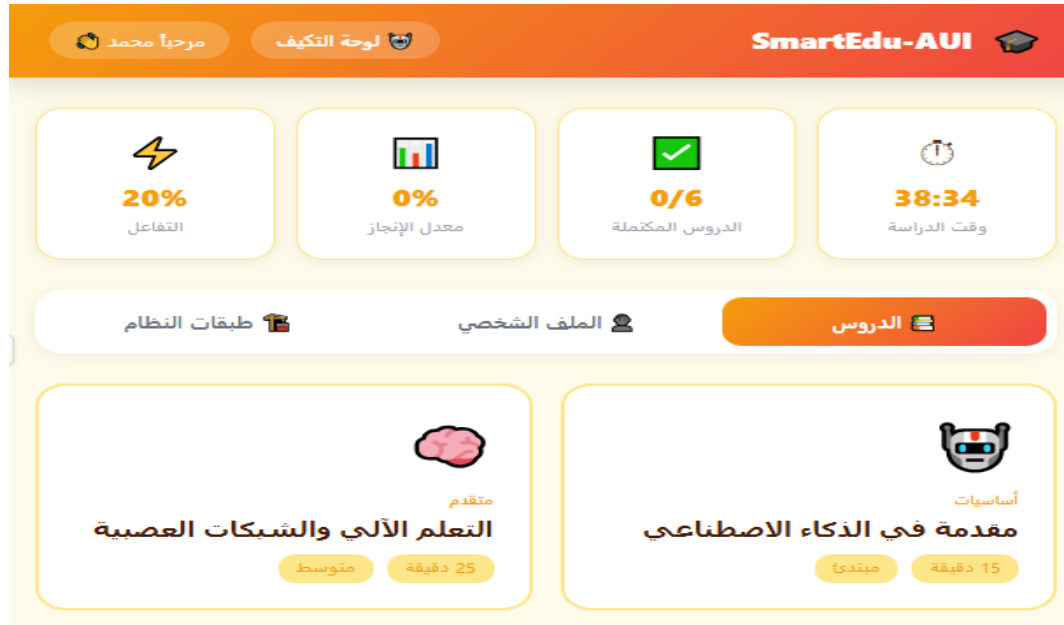 SmartEdu-AUI
لوحة التكيف
مرحباً محمد
38:34
وقت الدراسة
0/6
الدروس المكتملة
0%
معدل الإنجاز
20%
التفاعل
الدروس
الملف الشخصي
طبقات النظام
أساسيات
مقدمة في الذكاء الاصطناعي
15 دقيقة
مبتدئ
متقدم
التعلم الآلي والشبكات العصبية
25 دقيقة
متوسط